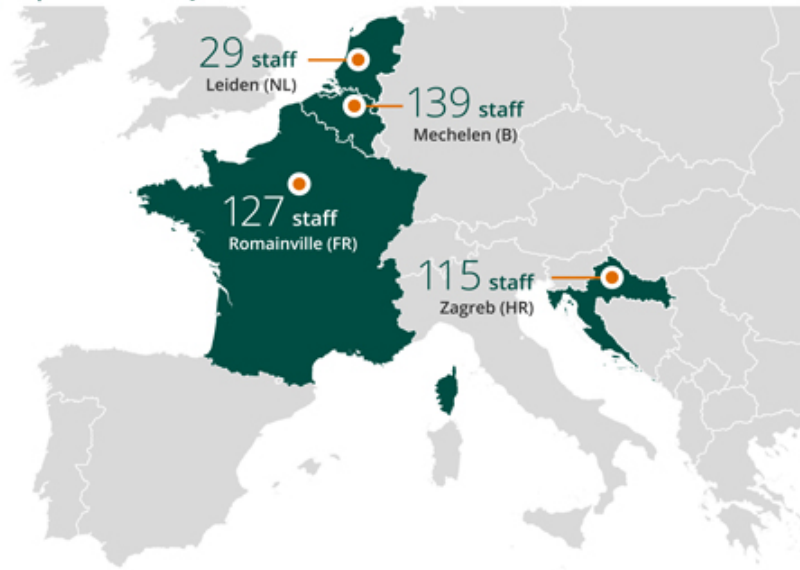 29 staff
Leiden (NL)
139 staff
Mechelen (B)
127 staff
Romainville (FR)
115 staff
Zagreb (HR)